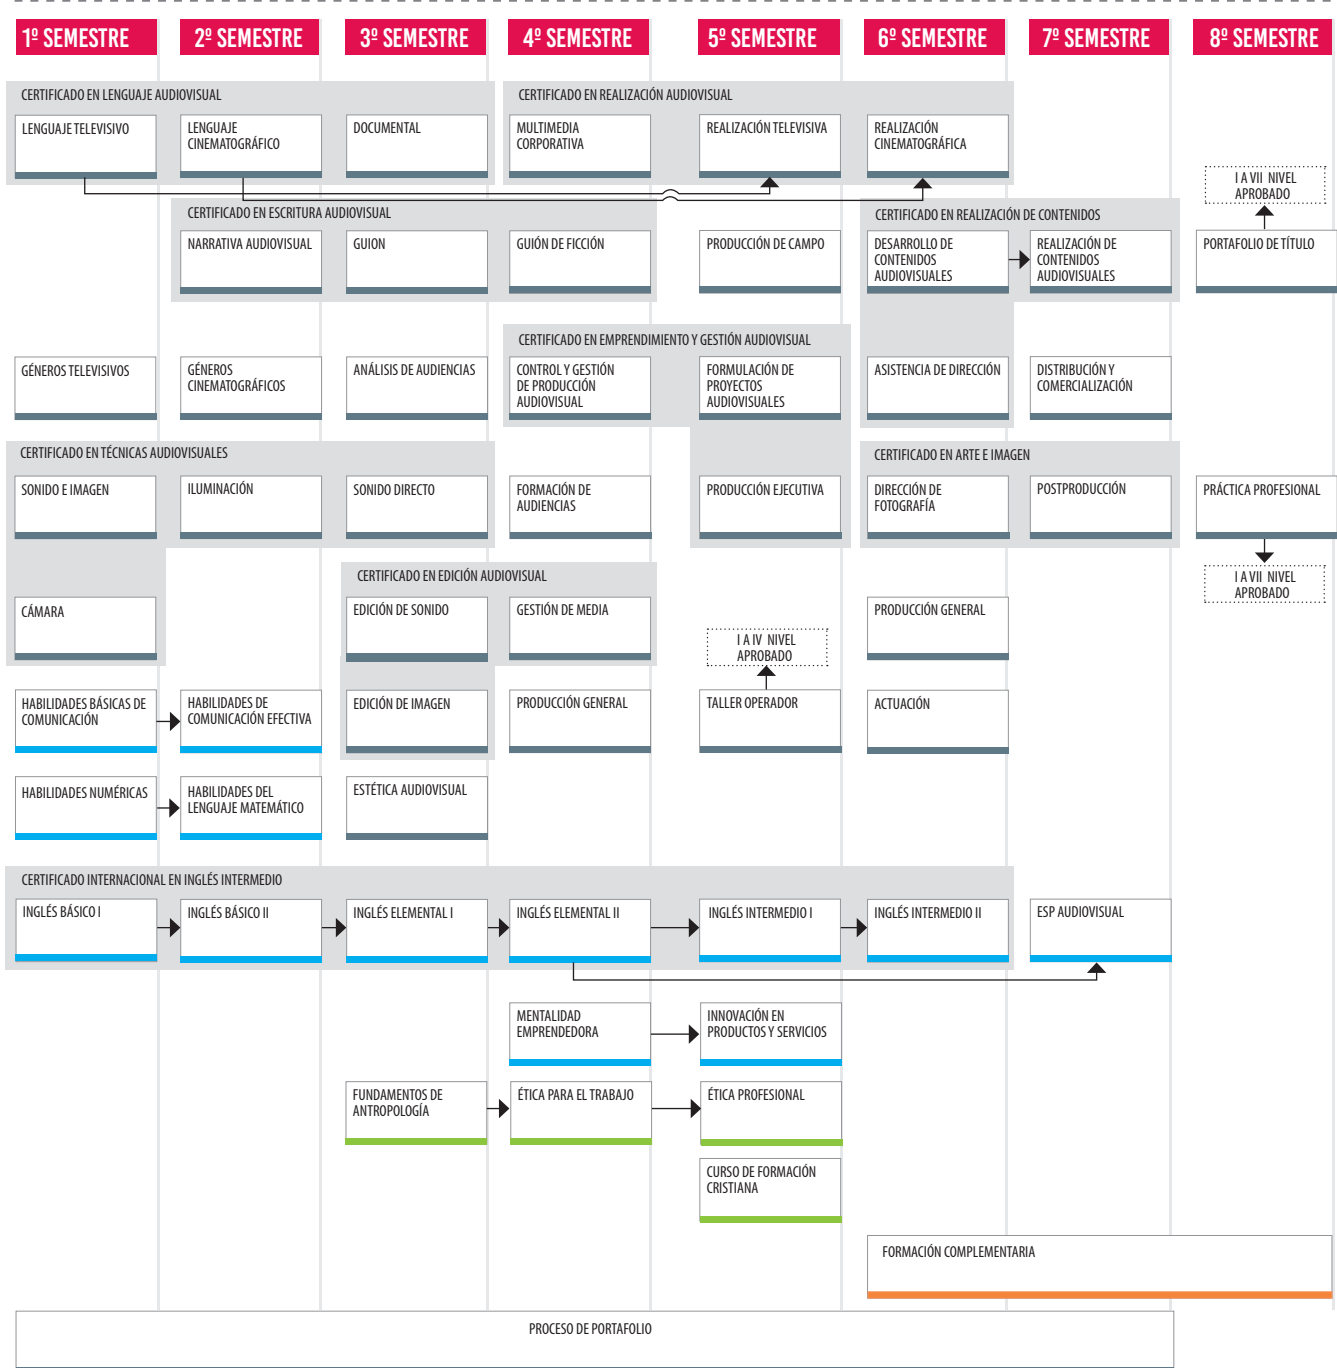 1º SEMESTRE
2º SEMESTRE
3º SEMESTRE
4º SEMESTRE
5º SEMESTRE
6º SEMESTRE
7º SEMESTRE
8º SEMESTRE
CERTIFICADO EN LENGUAJE AUDIOVISUAL
CERTIFICADO EN REALIZACIÓN AUDIOVISUAL
LENGUAJE TELEVISIVO
LENGUAJE
CINEMATOGRÁFICO
DOCUMENTAL
MULTIMEDIA
CORPORATIVA
REALIZACIÓN TELEVISIVA
REALIZACIÓN
CINEMATOGRÁFICA
I A VII NIVEL
APROBADO
CERTIFICADO EN ESCRITURA AUDIOVISUAL
CERTIFICADO EN REALIZACIÓN DE CONTENIDOS
NARRATIVA AUDIOVISUAL
GUION
GUIÓN DE FICCIÓN
PRODUCCIÓN DE CAMPO
DESARROLLO DE
CONTENIDOS
AUDIOVISUALES
REALIZACIÓN DE
CONTENIDOS
AUDIOVISUALES
PORTAFOLIO DE TÍTULO
CERTIFICADO EN EMPRENDIMIENTO Y GESTIÓN AUDIOVISUAL
GÉNEROS TELEVISIVOS
GÉNEROS
CINEMATOGRÁFICOS
ANÁLISIS DE AUDIENCIAS
CONTROL Y GESTIÓN
DE PRODUCCIÓN
AUDIOVISUAL
FORMULACIÓN DE
PROYECTOS
AUDIOVISUALES
ASISTENCIA DE DIRECCIÓN
DISTRIBUCIÓN Y
COMERCIALIZACIÓN
CERTIFICADO EN TÉCNICAS AUDIOVISUALES
CERTIFICADO EN ARTE E IMAGEN
SONIDO E IMAGEN
ILUMINACIÓN
SONIDO DIRECTO
FORMACIÓN DE
AUDIENCIAS
PRODUCCIÓN EJECUTIVA
DIRECCIÓN DE
FOTOGRAFÍA
POSTPRODUCCIÓN
PRÁCTICA PROFESIONAL
I A VII NIVEL
APROBADO
CERTIFICADO EN EDICIÓN AUDIOVISUAL
CÁMARA
EDICIÓN DE SONIDO
GESTIÓN DE MEDIA
I A IV NIVEL
APROBADO
PRODUCCIÓN GENERAL
HABILIDADES BÁSICAS DE
COMUNICACIÓN
HABILIDADES DE
COMUNICACIÓN EFECTIVA
EDICIÓN DE IMAGEN
PRODUCCIÓN GENERAL
TALLER OPERADOR
ACTUACIÓN
HABILIDADES NUMÉRICAS
HABILIDADES DEL
LENGUAJE MATEMÁTICO
ESTÉTICA AUDIOVISUAL
CERTIFICADO INTERNACIONAL EN INGLÉS INTERMEDIO
INGLÉS BÁSICO I
INGLÉS BÁSICO II
INGLÉS ELEMENTAL I
INGLÉS ELEMENTAL II
INGLÉS INTERMEDIO I
INGLÉS INTERMEDIO II
ESP AUDIOVISUAL
MENTALIDAD
EMPRENDEDORA
INNOVACIÓN EN
PRODUCTOS Y SERVICIOS
FUNDAMENTOS DE
ANTROPOLOGÍA
ÉTICA PARA EL TRABAJO
ÉTICA PROFESIONAL
CURSO DE FORMACIÓN
CRISTIANA
FORMACIÓN COMPLEMENTARIA
PROCESO DE PORTAFOLIO